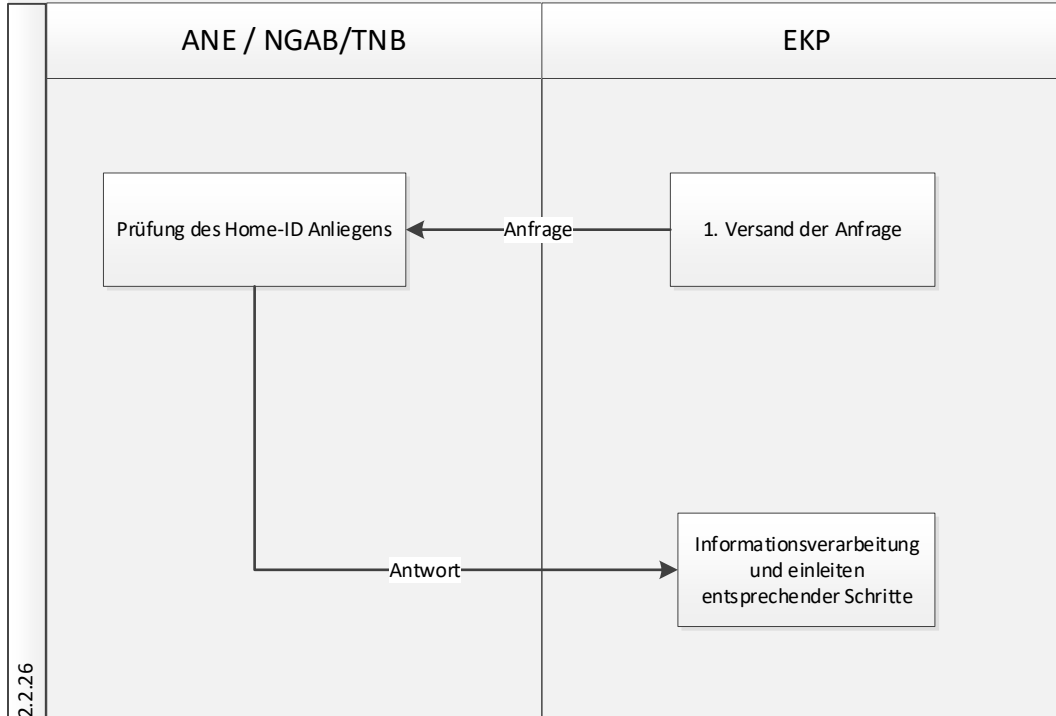 ANE / NGAB/TNB
EKP
Prüfung des Home-ID Anliegens
Anfrage
1. Versand der Anfrage
Antwort
Informationsverarbeitung
und einleiten
entsprechender Schritte
2.2.26